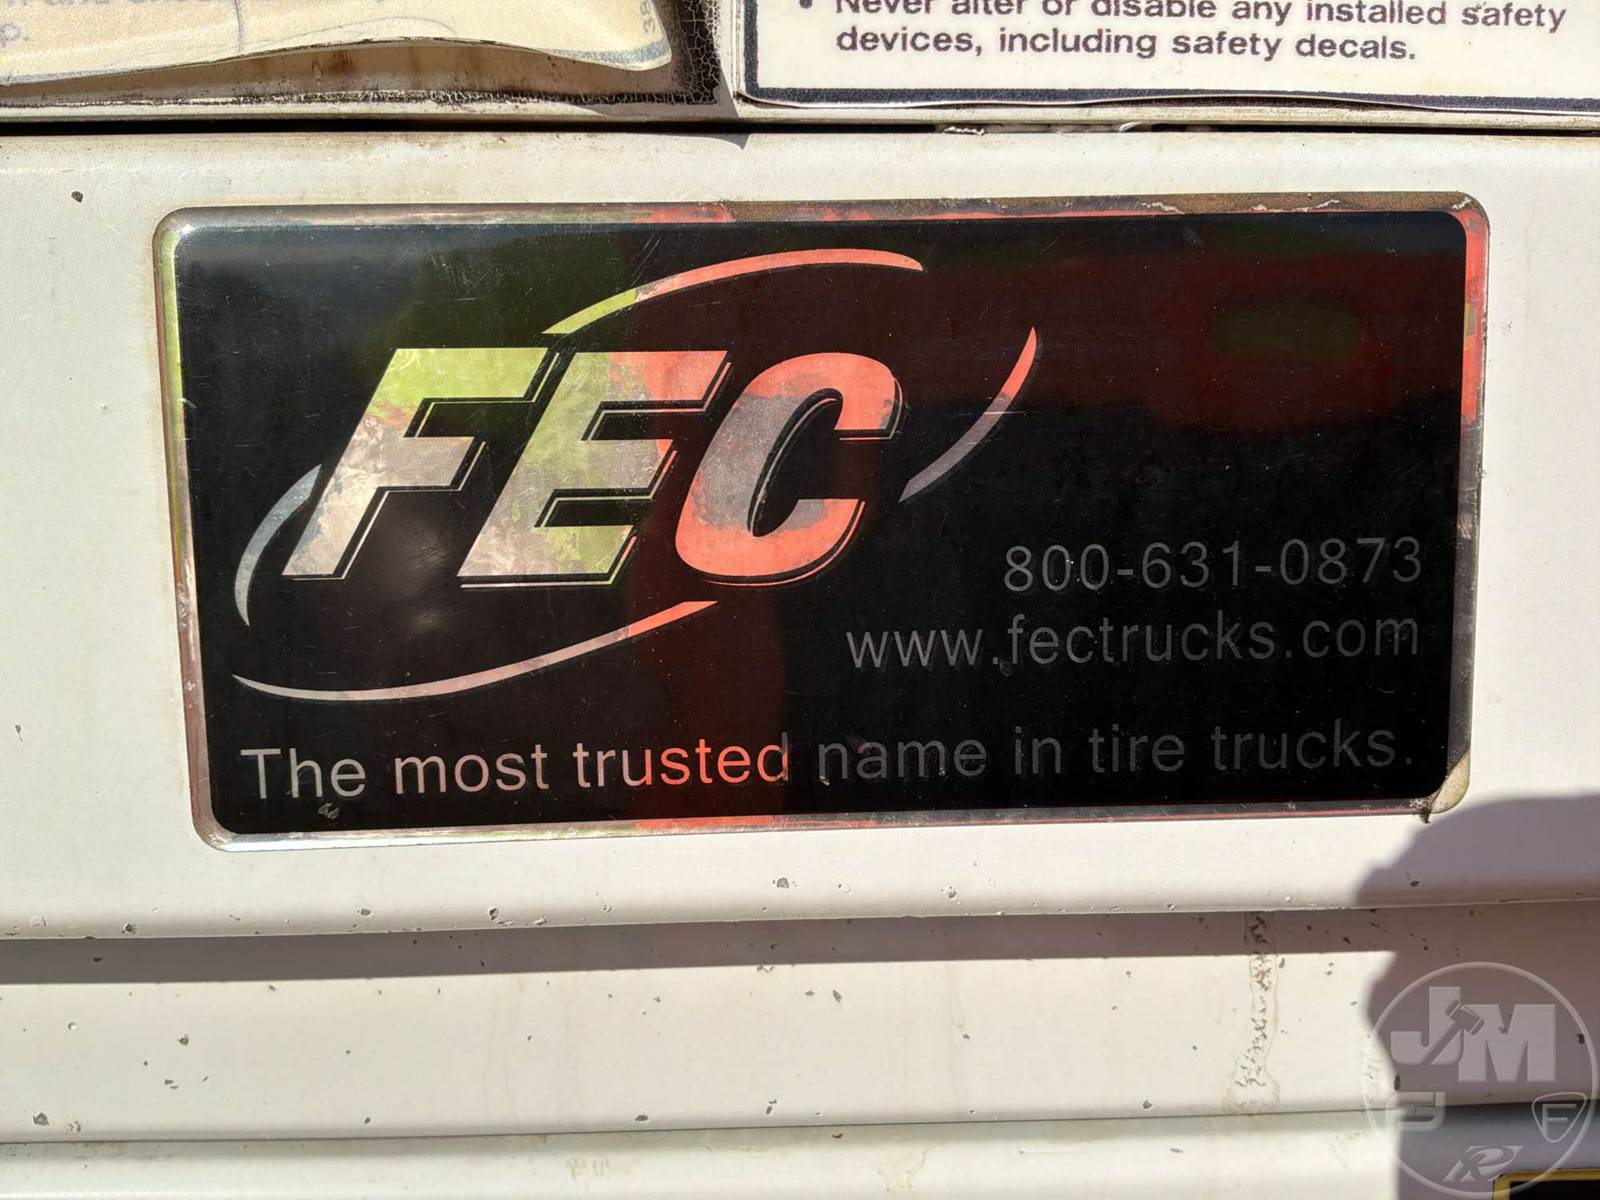 p.
• Never alter or disable any installed safety
devices, including safety decals.
FEC
800-631-0873
www.fectrucks.com
The most trusted name in tire trucks.
JM
F